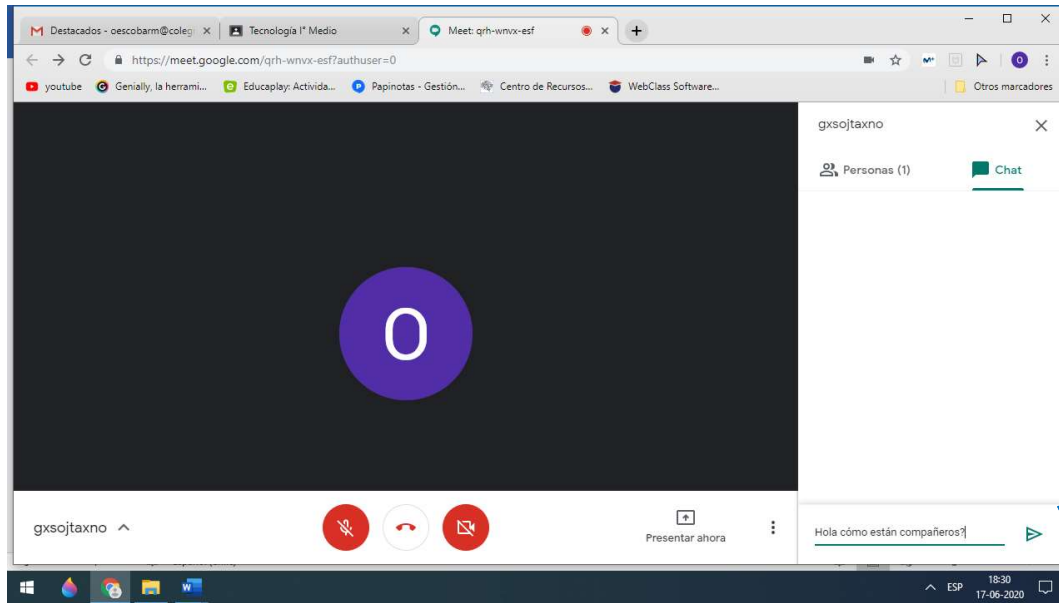 Destacados - oescobarm@coleg
Tecnología I° Medio
Meet: qrh-wnvx-esf
https://meet.google.com/qrh-wnvx-esf?authuser=0
O
youtube
Genially, la herrami...
Educaplay: Activida...
Papinotas - Gestión...
Centro de Recursos...
WebClass Software...
Otros marcadores
gxsojtaxno
Personas (1)
Chat
O
gxsojtaxno
Presentar ahora
Hola cómo están compañeros?
ESP
18:30
17-06-2020